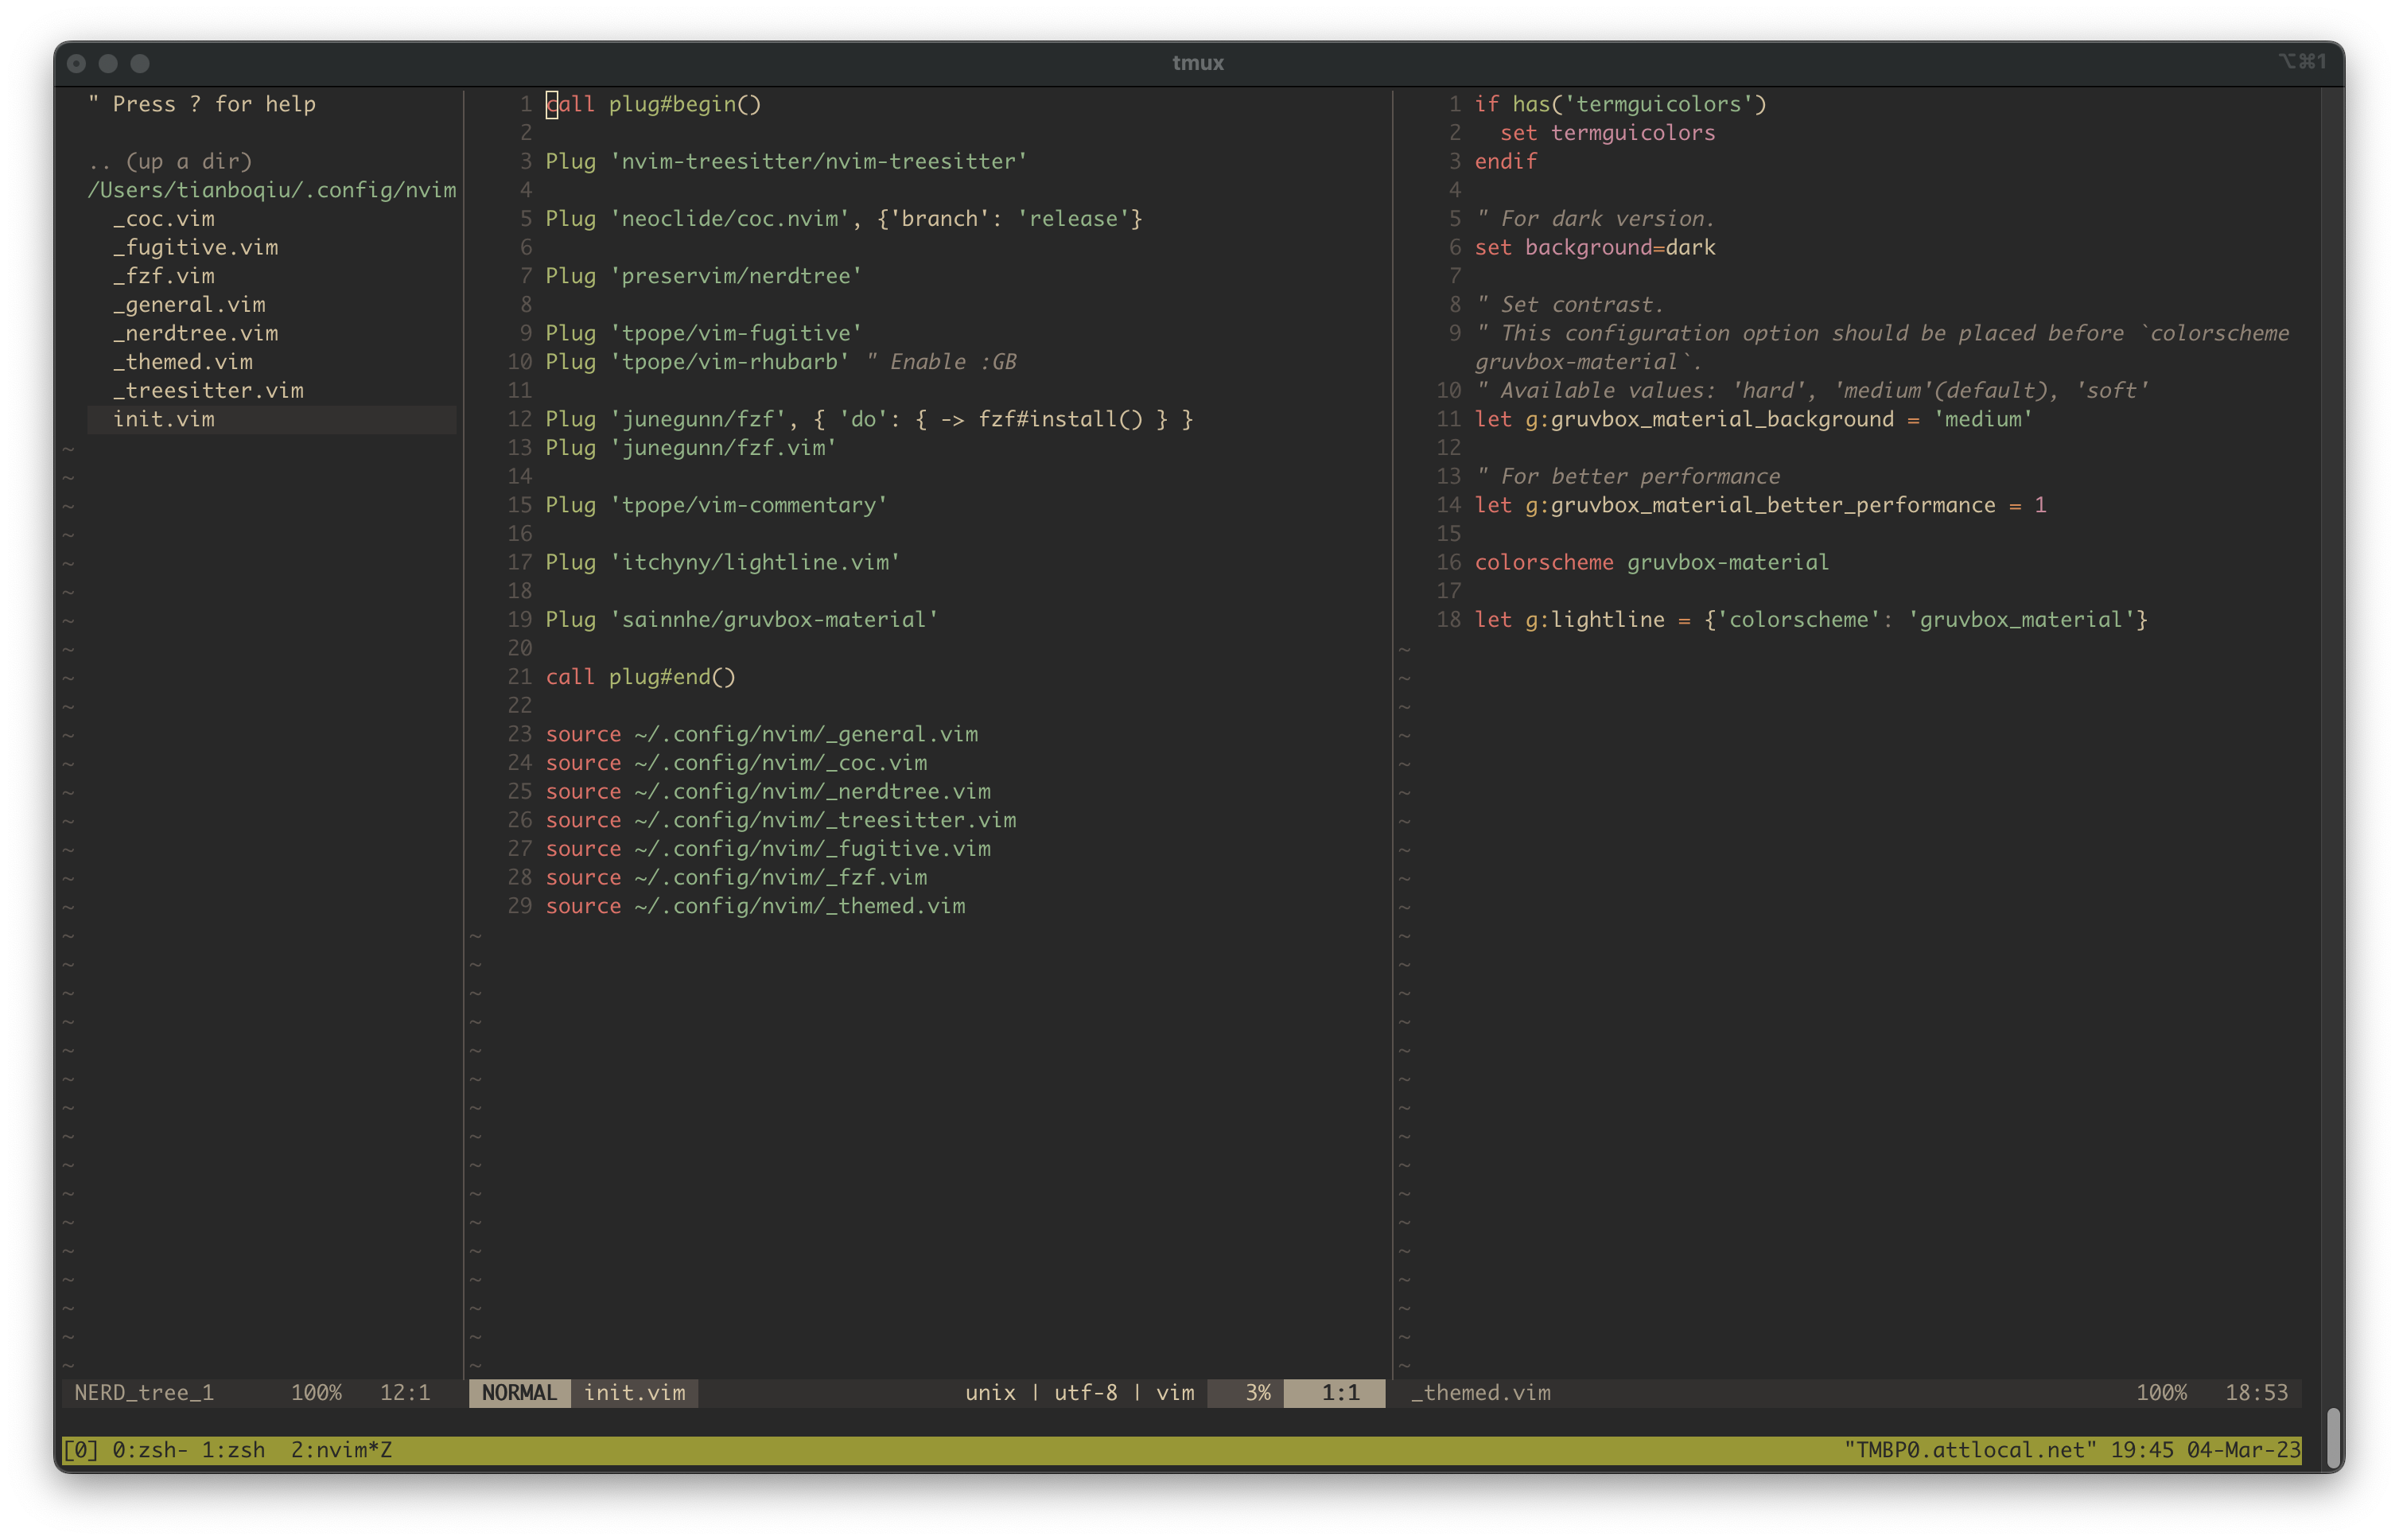 tmux
⌥⌘1
" Press ? for help
.. (up a dir)
/Users/tianboqiu/.config/nvim
_coc.vim
_fugitive.vim
_fzf.vim
_general.vim
_nerdtree.vim
_themed.vim
_treesitter.vim
init.vim
1 call plug#begin()
2
3 Plug 'nvim-treesitter/nvim-treesitter'
4
5 Plug 'neoclide/coc.nvim', {'branch': 'release'}
6
7 Plug 'preservim/nerdtree'
8
9 Plug 'tpope/vim-fugitive'
10 Plug 'tpope/vim-rhubarb' " Enable :GB
11
12 Plug 'junegunn/fzf', { 'do': { -> fzf#install() } }
13 Plug 'junegunn/fzf.vim'
14
15 Plug 'tpope/vim-commentary'
16
17 Plug 'itchyny/lightline.vim'
18
19 Plug 'sainnhe/gruvbox-material'
20
21 call plug#end()
22
23 source ~/.config/nvim/_general.vim
24 source ~/.config/nvim/_coc.vim
25 source ~/.config/nvim/_nerdtree.vim
26 source ~/.config/nvim/_treesitter.vim
27 source ~/.config/nvim/_fugitive.vim
28 source ~/.config/nvim/_fzf.vim
29 source ~/.config/nvim/_themed.vim
1 if has('termguicolors')
2   set termguicolors
3 endif
4
5 " For dark version.
6 set background=dark
7
8 " Set contrast.
9 " This configuration option should be placed before `colorscheme
gruvbox-material`.
10 " Available values: 'hard', 'medium'(default), 'soft'
11 let g:gruvbox_material_background = 'medium'
12
13 " For better performance
14 let g:gruvbox_material_better_performance = 1
15
16 colorscheme gruvbox-material
17
18 let g:lightline = {'colorscheme': 'gruvbox_material'}
NERD_tree_1 100% 12:1
NORMAL init.vim unix | utf-8 | vim 3% 1:1
_themed.vim 100% 18:53
[0] 0:zsh- 1:zsh  2:nvim*Z "TMBP0.attlocal.net" 19:45 04-Mar-23